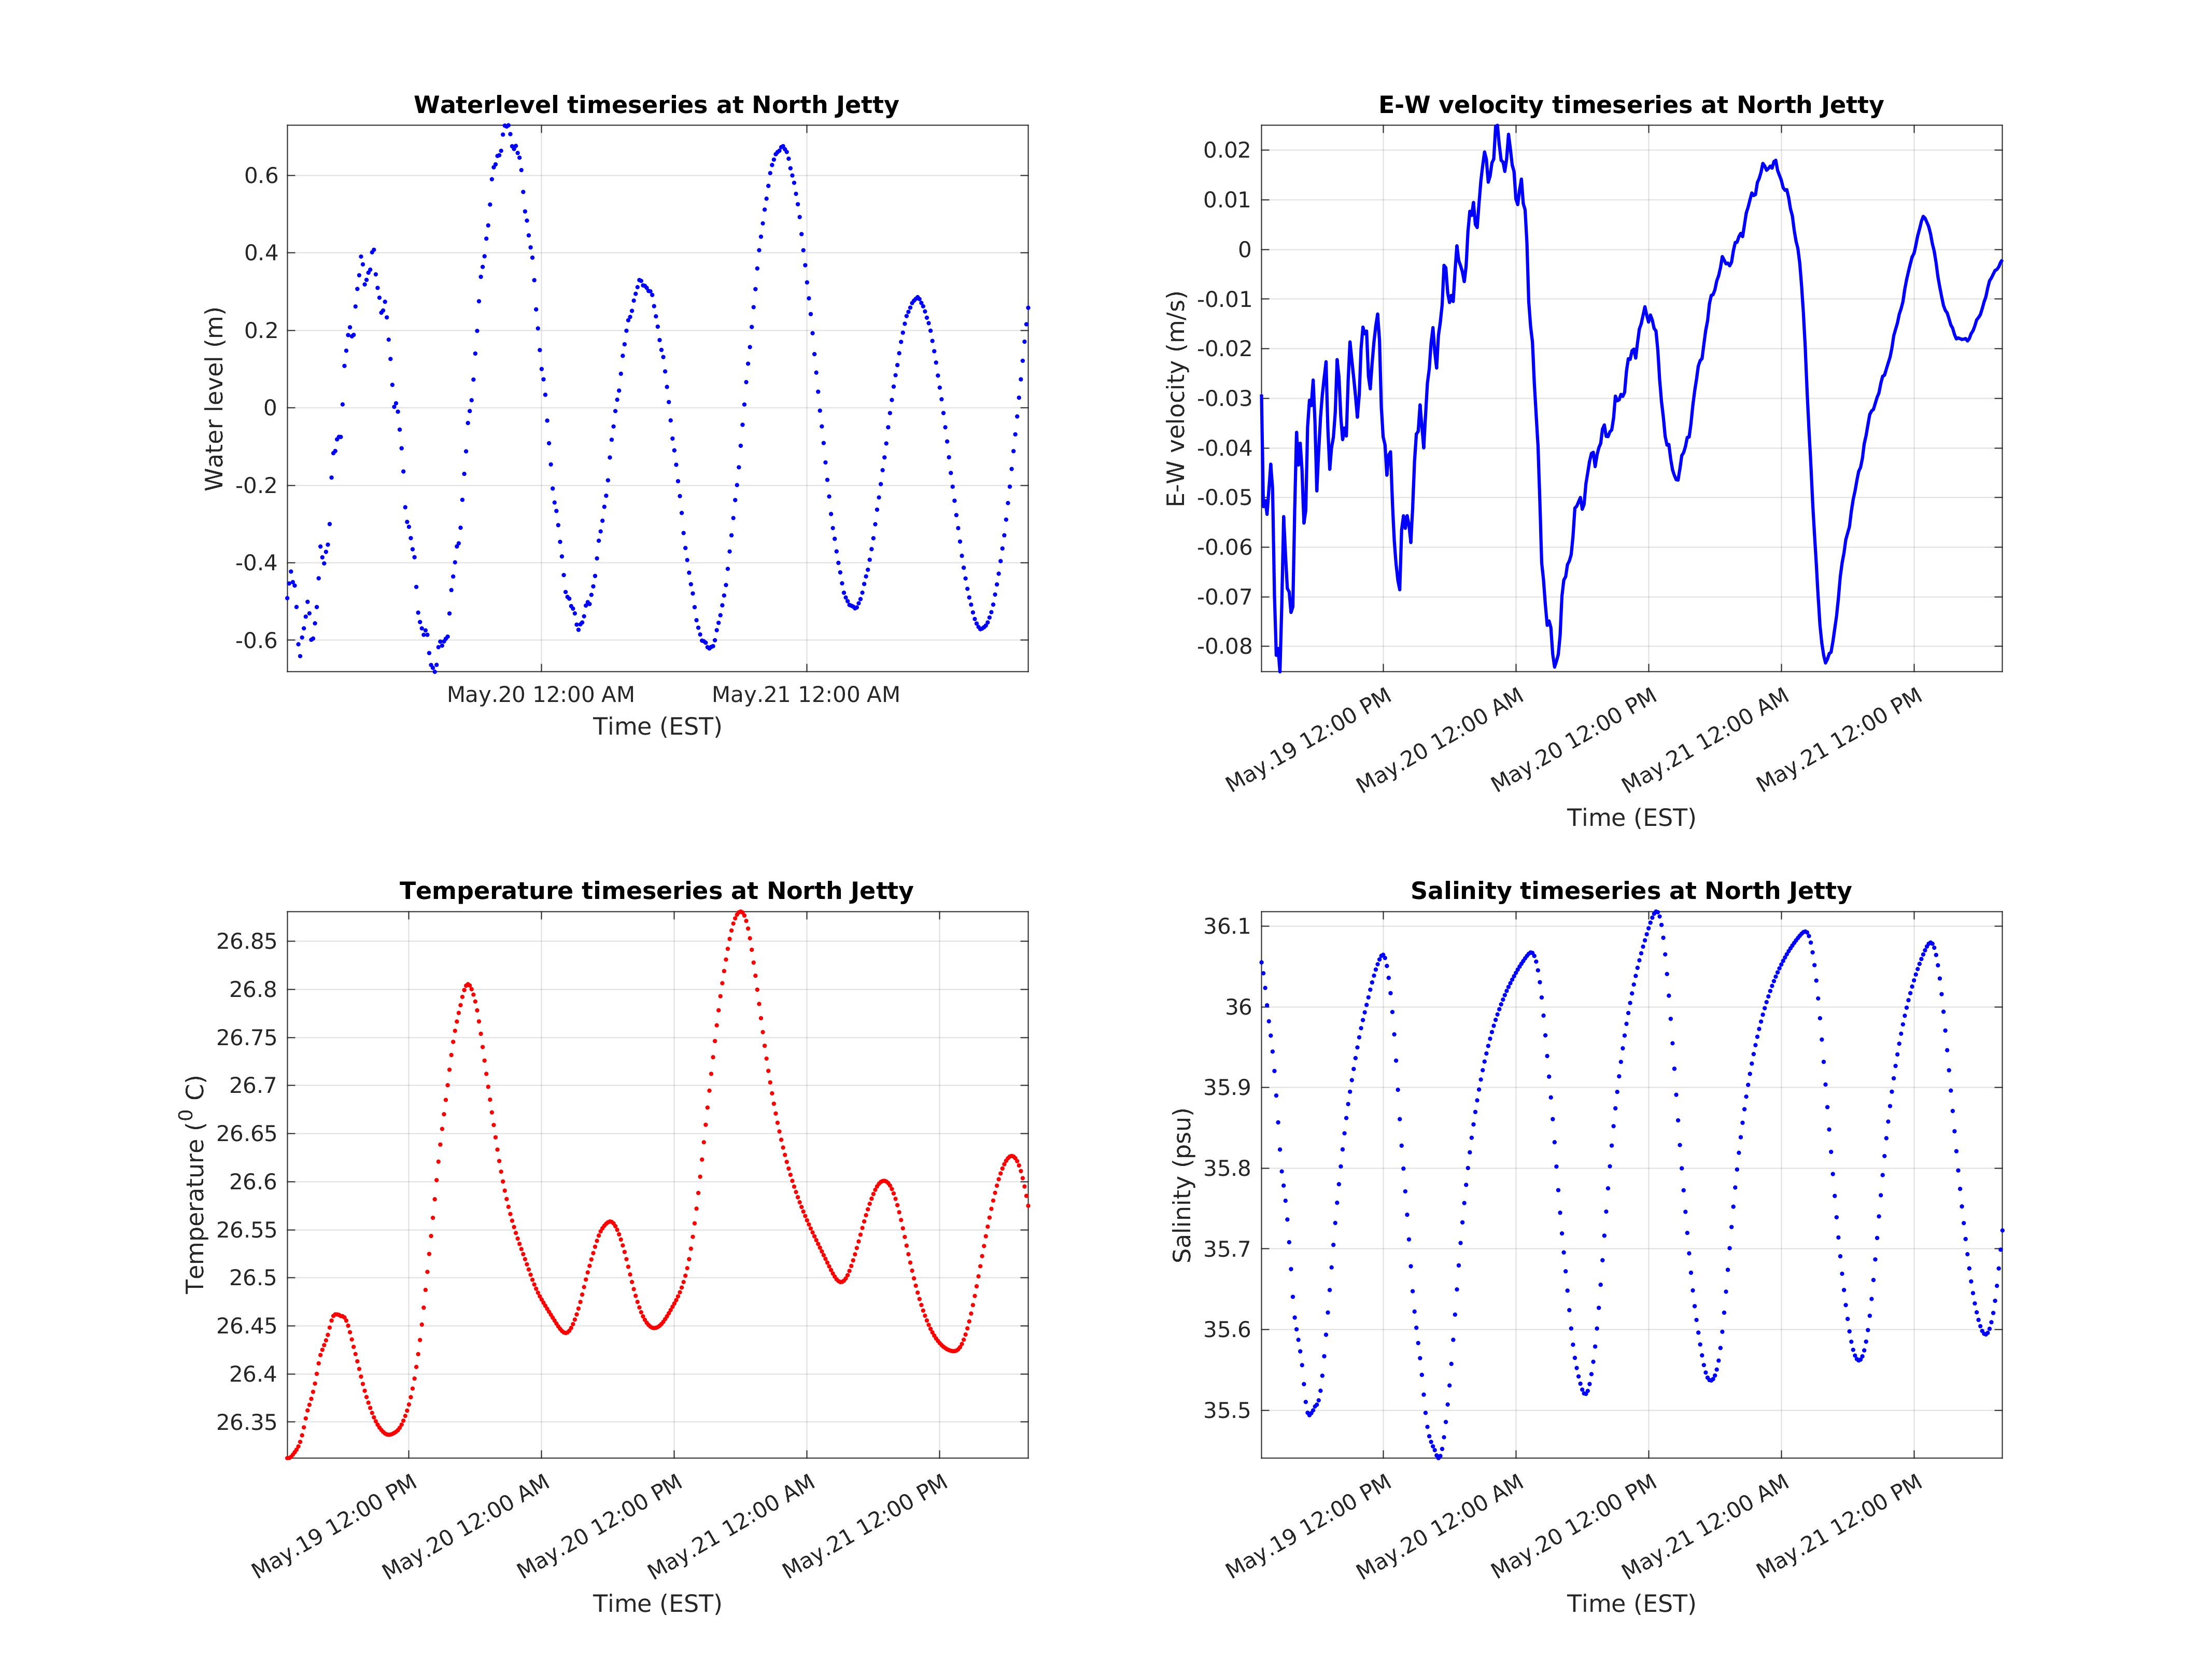 Waterlevel timeseries at North Jetty
0.6
0.4
0.2
0
-0.2
-0.4
-0.6
Water level (m)
May.20 12:00 AM
May.21 12:00 AM
Time (EST)
E-W velocity timeseries at North Jetty
0.02
0.01
0
-0.01
-0.02
-0.03
-0.04
-0.05
-0.06
-0.07
-0.08
E-W velocity (m/s)
May.19 12:00 PM
May.20 12:00 AM
May.20 12:00 PM
May.21 12:00 AM
May.21 12:00 PM
Time (EST)
Temperature timeseries at North Jetty
26.85
26.8
26.75
26.7
26.65
26.6
26.55
26.5
26.45
26.4
26.35
Temperature (⁰ C)
May.19 12:00 PM
May.20 12:00 AM
May.20 12:00 PM
May.21 12:00 AM
May.21 12:00 PM
Time (EST)
Salinity timeseries at North Jetty
36.1
36
35.9
35.8
35.7
35.6
35.5
Salinity (psu)
May.19 12:00 PM
May.20 12:00 AM
May.20 12:00 PM
May.21 12:00 AM
May.21 12:00 PM
Time (EST)